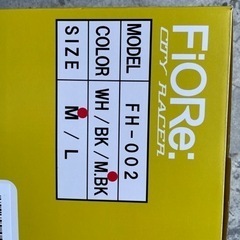 FiORe:
CITY RACER
MODEL FH-002
COLOR WH/BK/M.BK
SIZE M/L